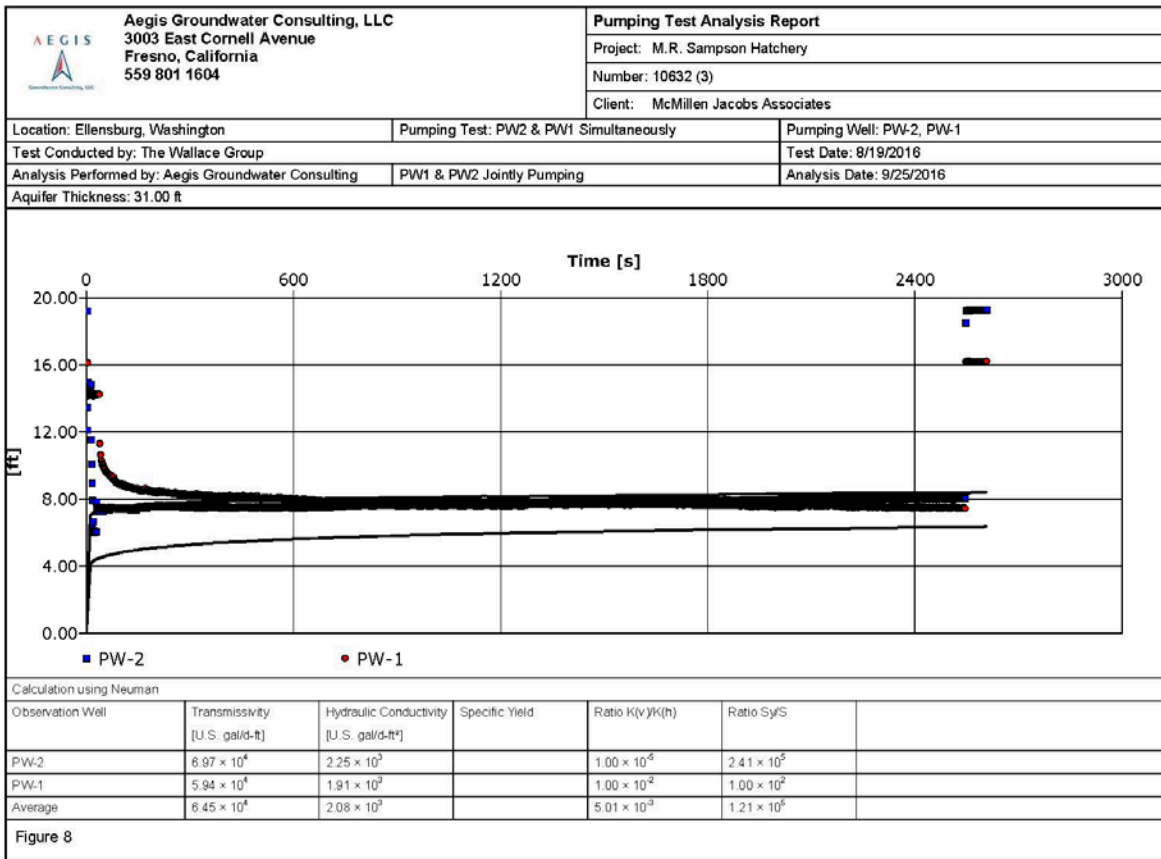 AEGIS
Groundwater Consulting, LLC
Aegis Groundwater Consulting, LLC
3003 East Cornell Avenue
Fresno, California
559 801 1604
Pumping Test Analysis Report
Project: M.R. Sampson Hatchery
Number: 10632 (3)
Client: McMillen Jacobs Associates
Location: Ellensburg, Washington
Pumping Test: PW2 & PW1 Simultaneously
Pumping Well: PW-2, PW-1
Test Conducted by: The Wallace Group
Test Date: 8/19/2016
Analysis Performed by: Aegis Groundwater Consulting
PW1 & PW2 Jointly Pumping
Analysis Date: 9/25/2016
Aquifer Thickness: 31.00 ft
Time [s]
0 600 1200 1800 2400 3000
20.00
16.00
12.00
8.00
4.00
0.00
[ft]
PW-2 PW-1
Calculation using Neuman
Observation Well Transmissivity Hydraulic Conductivity Specific Yield Ratio K(v)/K(h) Ratio Sy/S
[U.S. gal/d-ft] [U.S. gal/d-ft²]
PW-2 6.97 × 10⁴ 2.25 × 10³ 1.00 × 10⁻⁵ 2.41 × 10⁵
PW-1 5.94 × 10⁴ 1.91 × 10³ 1.00 × 10⁻² 1.00 × 10²
Average 6.45 × 10⁴ 2.08 × 10³ 5.01 × 10⁻³ 1.21 × 10⁵
Figure 8